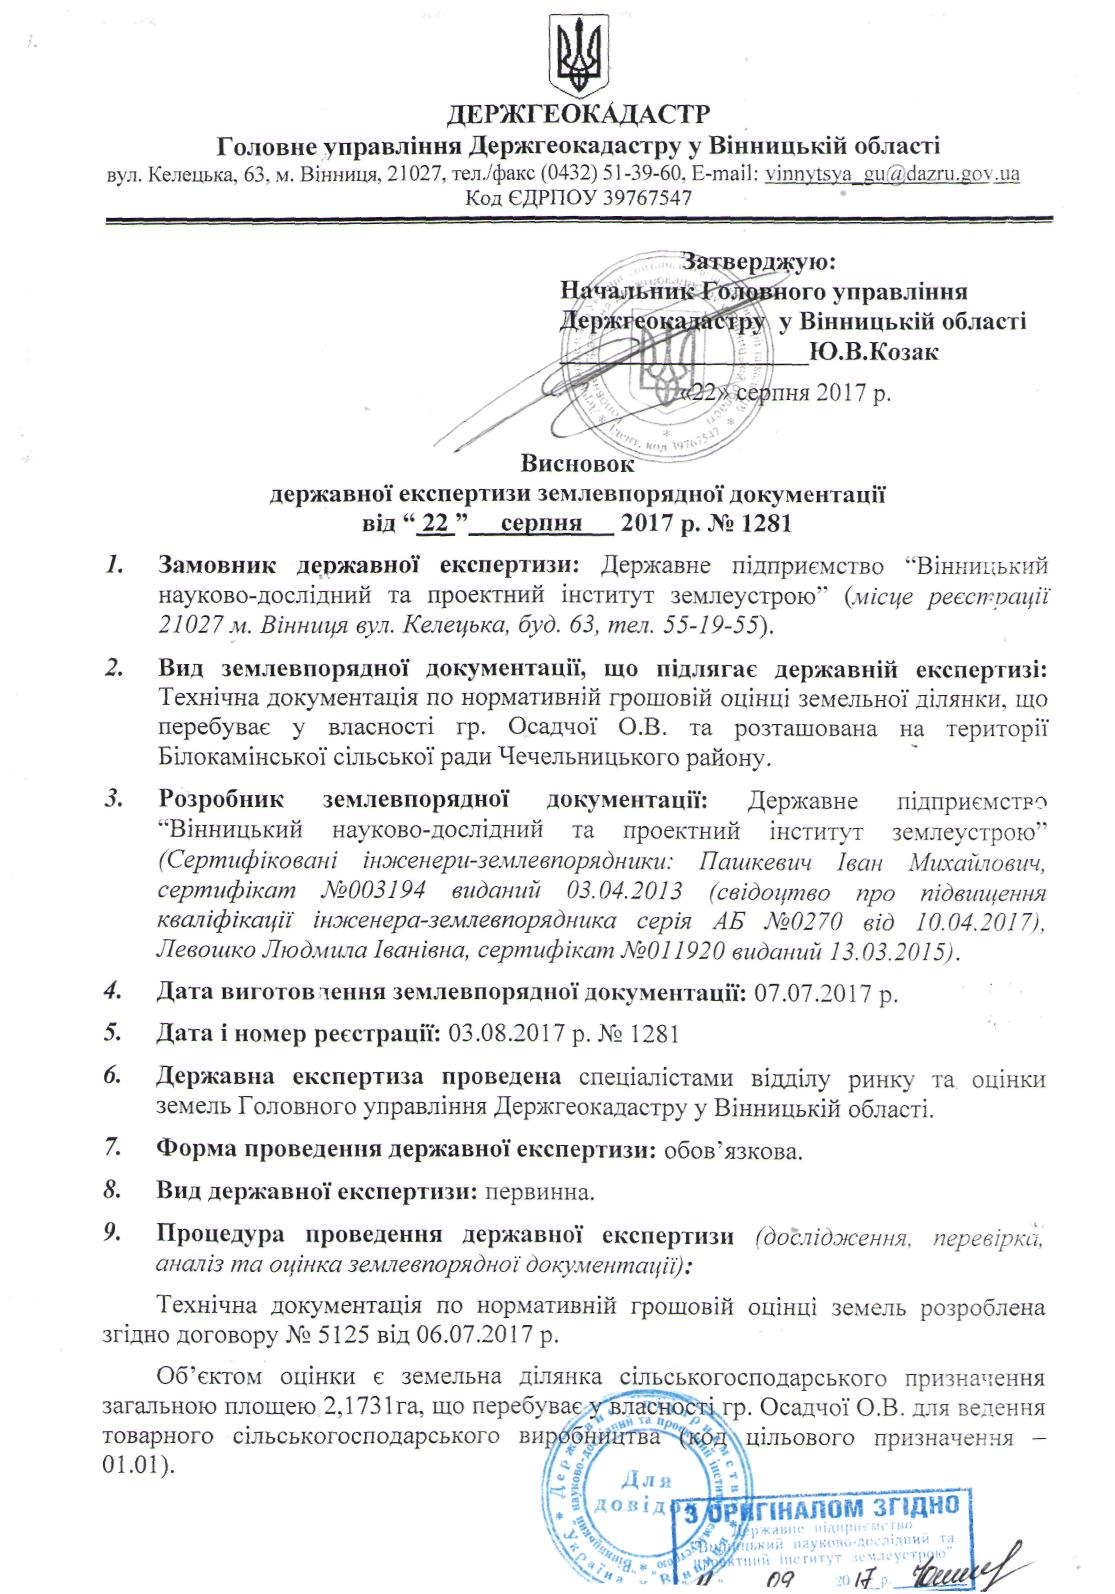 ДЕРЖГЕОКАДАСТР
Головне управління Держгеокадастру у Вінницькій області
вул. Келецька, 63, м. Вінниця, 21027, тел./факс (0432) 51-39-60, E-mail: vinnytsya_gu@dazru.gov.ua
Код ЄДРПОУ 39767547
Затверджую:
Начальник Головного управління
Держгеокадастру у Вінницькій області
___________________Ю.В.Козак
«22» серпня 2017 р.
Ідент. код 39767547
Висновок
державної експертизи землевпорядної документації
від “ 22 ” серпня 2017 р. № 1281
1. Замовник державної експертизи: Державне підприємство “Вінницький
науково-дослідний та проектний інститут землеустрою” (місце реєстрації
21027 м. Вінниця вул. Келецька, буд. 63, тел. 55-19-55).
2. Вид землевпорядної документації, що підлягає державній експертизі:
Технічна документація по нормативній грошовій оцінці земельної ділянки, що
перебуває у власності гр. Осадчої О.В. та розташована на території
Білокамінської сільської ради Чечельницького району.
3. Розробник землевпорядної документації: Державне підприємство
“Вінницький науково-дослідний та проектний інститут землеустрою”
(Сертифіковані інженери-землевпорядники: Пашкевич Іван Михайлович,
сертифікат №003194 виданий 03.04.2013 (свідоцтво про підвищення
кваліфікації інженера-землевпорядника серія АБ №0270 від 10.04.2017),
Левошко Людмила Іванівна, сертифікат №011920 виданий 13.03.2015).
4. Дата виготовлення землевпорядної документації: 07.07.2017 р.
5. Дата і номер реєстрації: 03.08.2017 р. № 1281
6. Державна експертиза проведена спеціалістами відділу ринку та оцінки
земель Головного управління Держгеокадастру у Вінницькій області.
7. Форма проведення державної експертизи: обов’язкова.
8. Вид державної експертизи: первинна.
9. Процедура проведення державної експертизи (дослідження, перевірка,
аналіз та оцінка землевпорядної документації):
Технічна документація по нормативній грошовій оцінці земель розроблена
згідно договору № 5125 від 06.07.2017 р.
Об’єктом оцінки є земельна ділянка сільськогосподарського призначення
загальною площею 2,1731га, що перебуває у власності гр. Осадчої О.В. для ведення
товарного сільськогосподарського виробництва (код цільового призначення –
01.01).
Для
З ОРИГІНАЛОМ ЗГІДНО
Державне підприємство
"Вінницький науково-дослідний та
проектний інститут землеустрою"
11 09 2017 р.